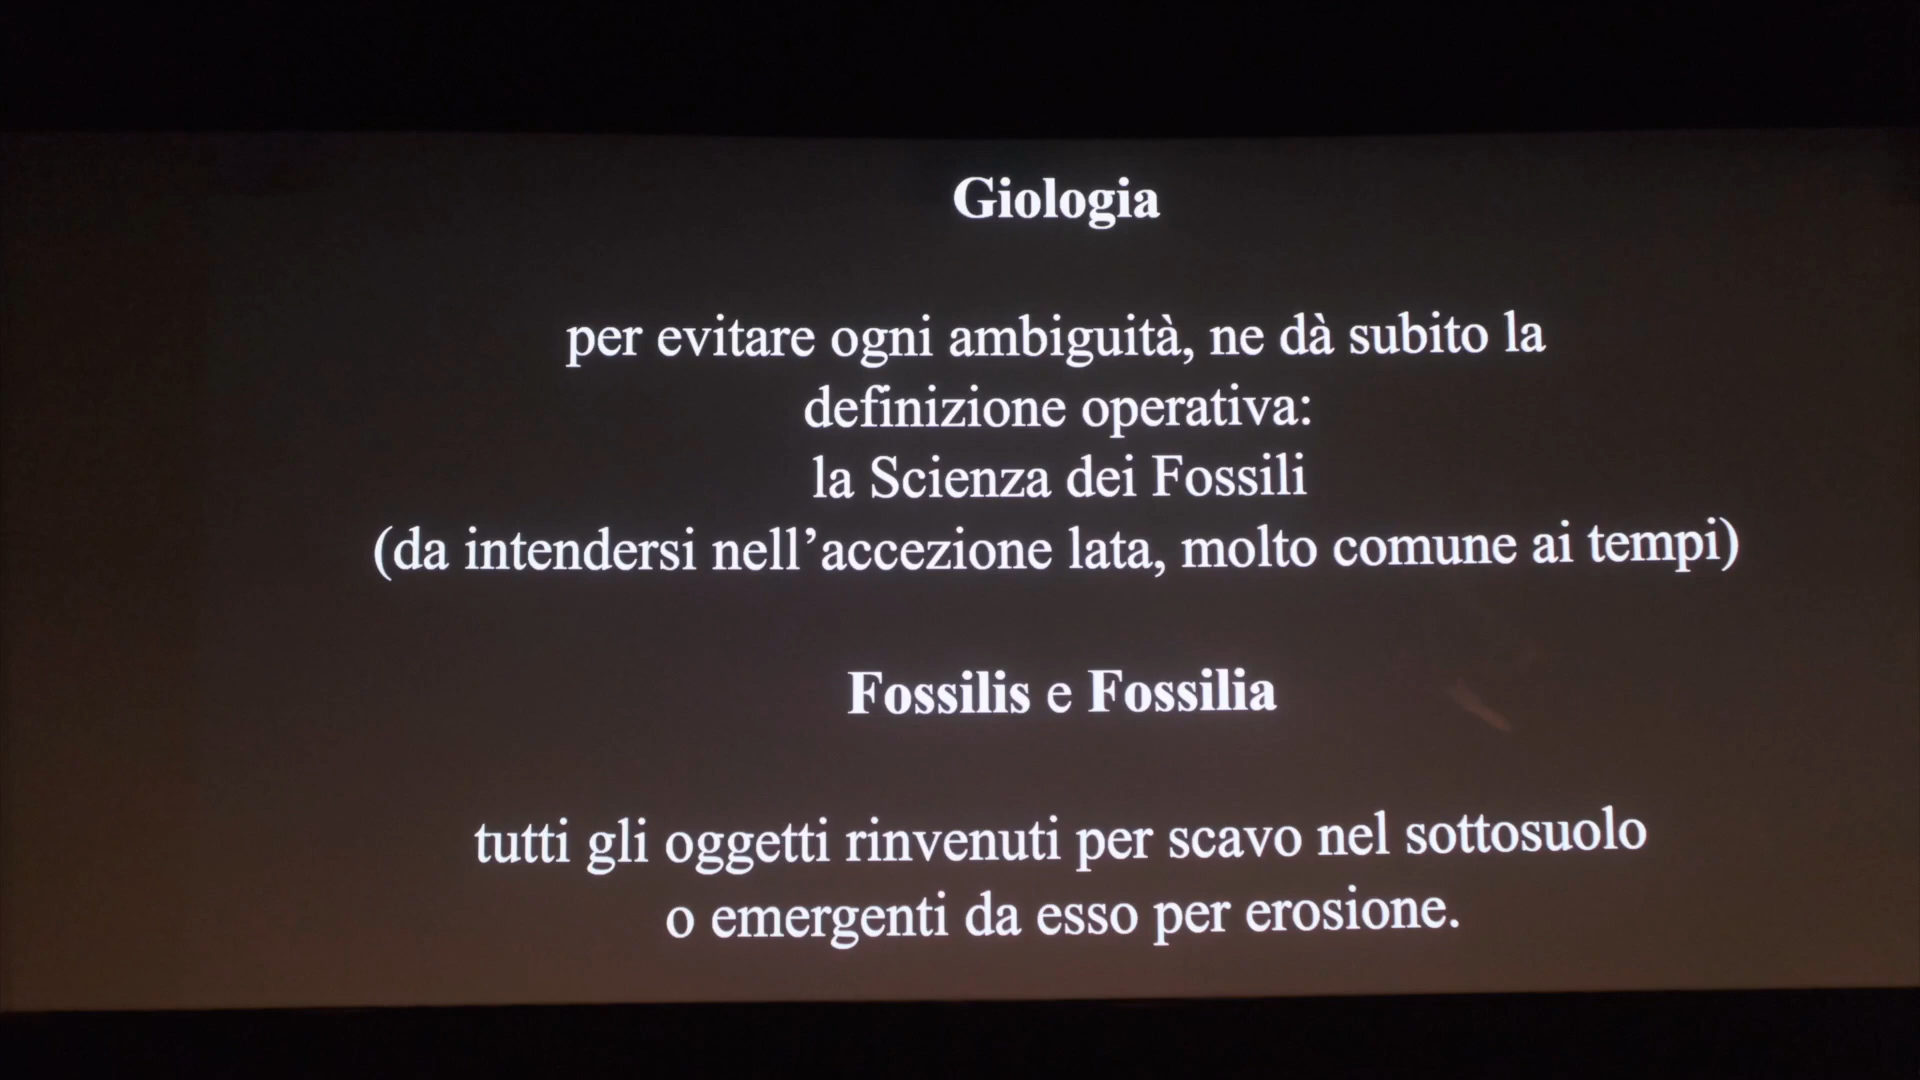 Giologia
per evitare ogni ambiguità, ne dà subito la
definizione operativa:
la Scienza dei Fossili
(da intendersi nell’accezione lata, molto comune ai tempi)
Fossilis e Fossilia
tutti gli oggetti rinvenuti per scavo nel sottosuolo
o emergenti da esso per erosione.